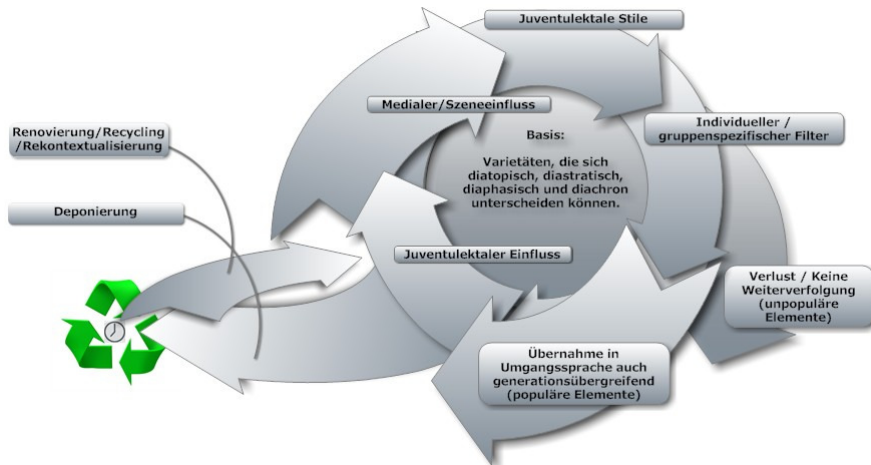 Juventulektale Stile
Medialer/Szeneeinfluss
Renovierung/Recycling
/Rekontextualisierung
Individueller /
gruppenspezifischer Filter
Basis:
Varietäten, die sich
diatopisch, diastratisch,
diaphasisch und diachron
unterscheiden können.
Deponierung
Juventulektaler Einfluss
Verlust / Keine
Weiterverfolgung
(unpopuläre
Elemente)
Übernahme in
Umgangssprache auch
generationsübergreifend
(populäre Elemente)